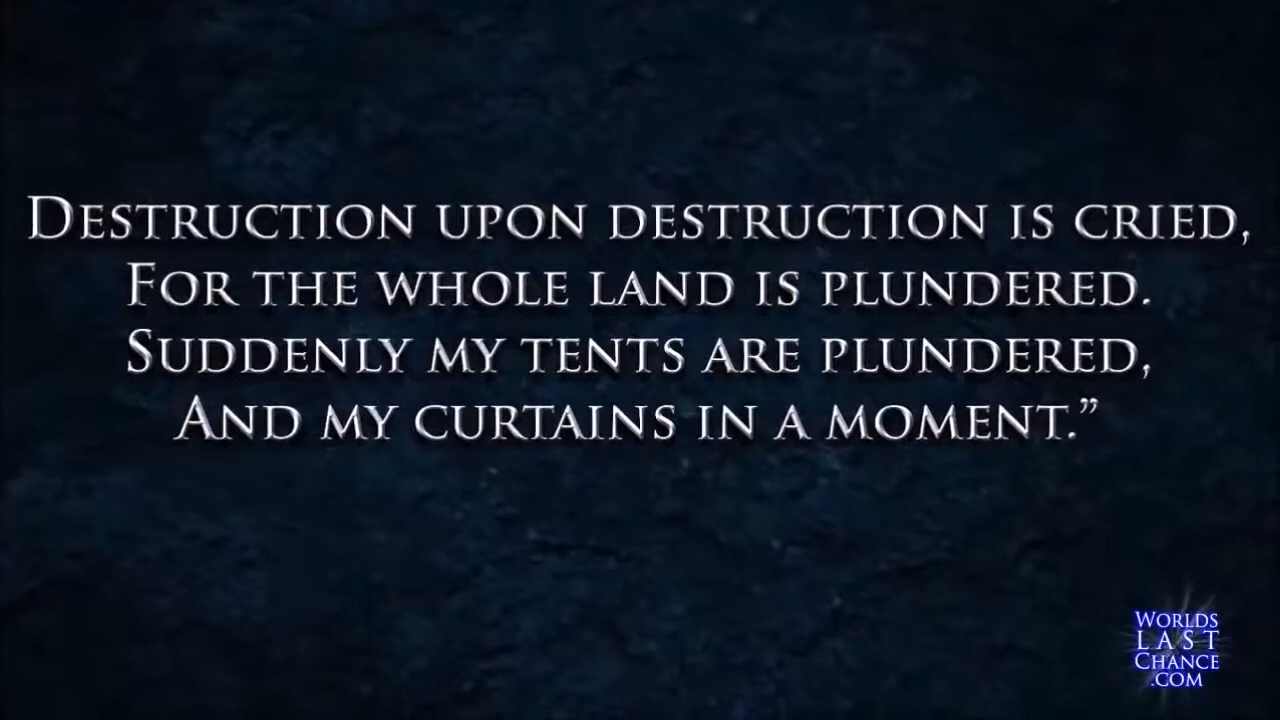 Destruction upon destruction is cried,
For the whole land is plundered.
Suddenly my tents are plundered,
And my curtains in a moment.”
Worlds
Last
Chance
.com